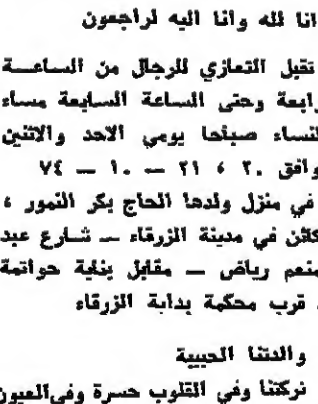 انا لله وانا اليه لراجعون
تقبل التعازي للرجال من الساعة
رابعة وحتى الساعة السابعة مساء
لنساء صبحا يومي الاحد والاثنين
وافق ٢٠ ، ٢١ — ١٠ — ٧٤
في منزل ولدها الحاج بكر النمور ،
كائن في مدينة الزرقاء — شارع عبد
منعم رياض — مقابل بناية حواتمة
قرب محكمة بداية الزرقاء
والدتنا الحبيبة
تركتنا وفي القلوب حسرة وفي العيون